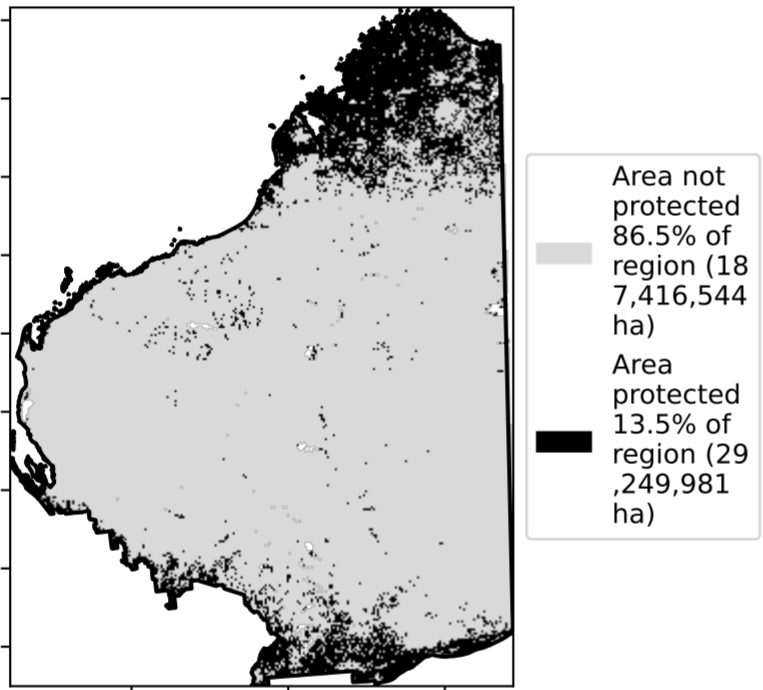 Area not
protected
86.5% of
region (18
7,416,544
ha)
Area
protected
13.5% of
region (29
,249,981
ha)